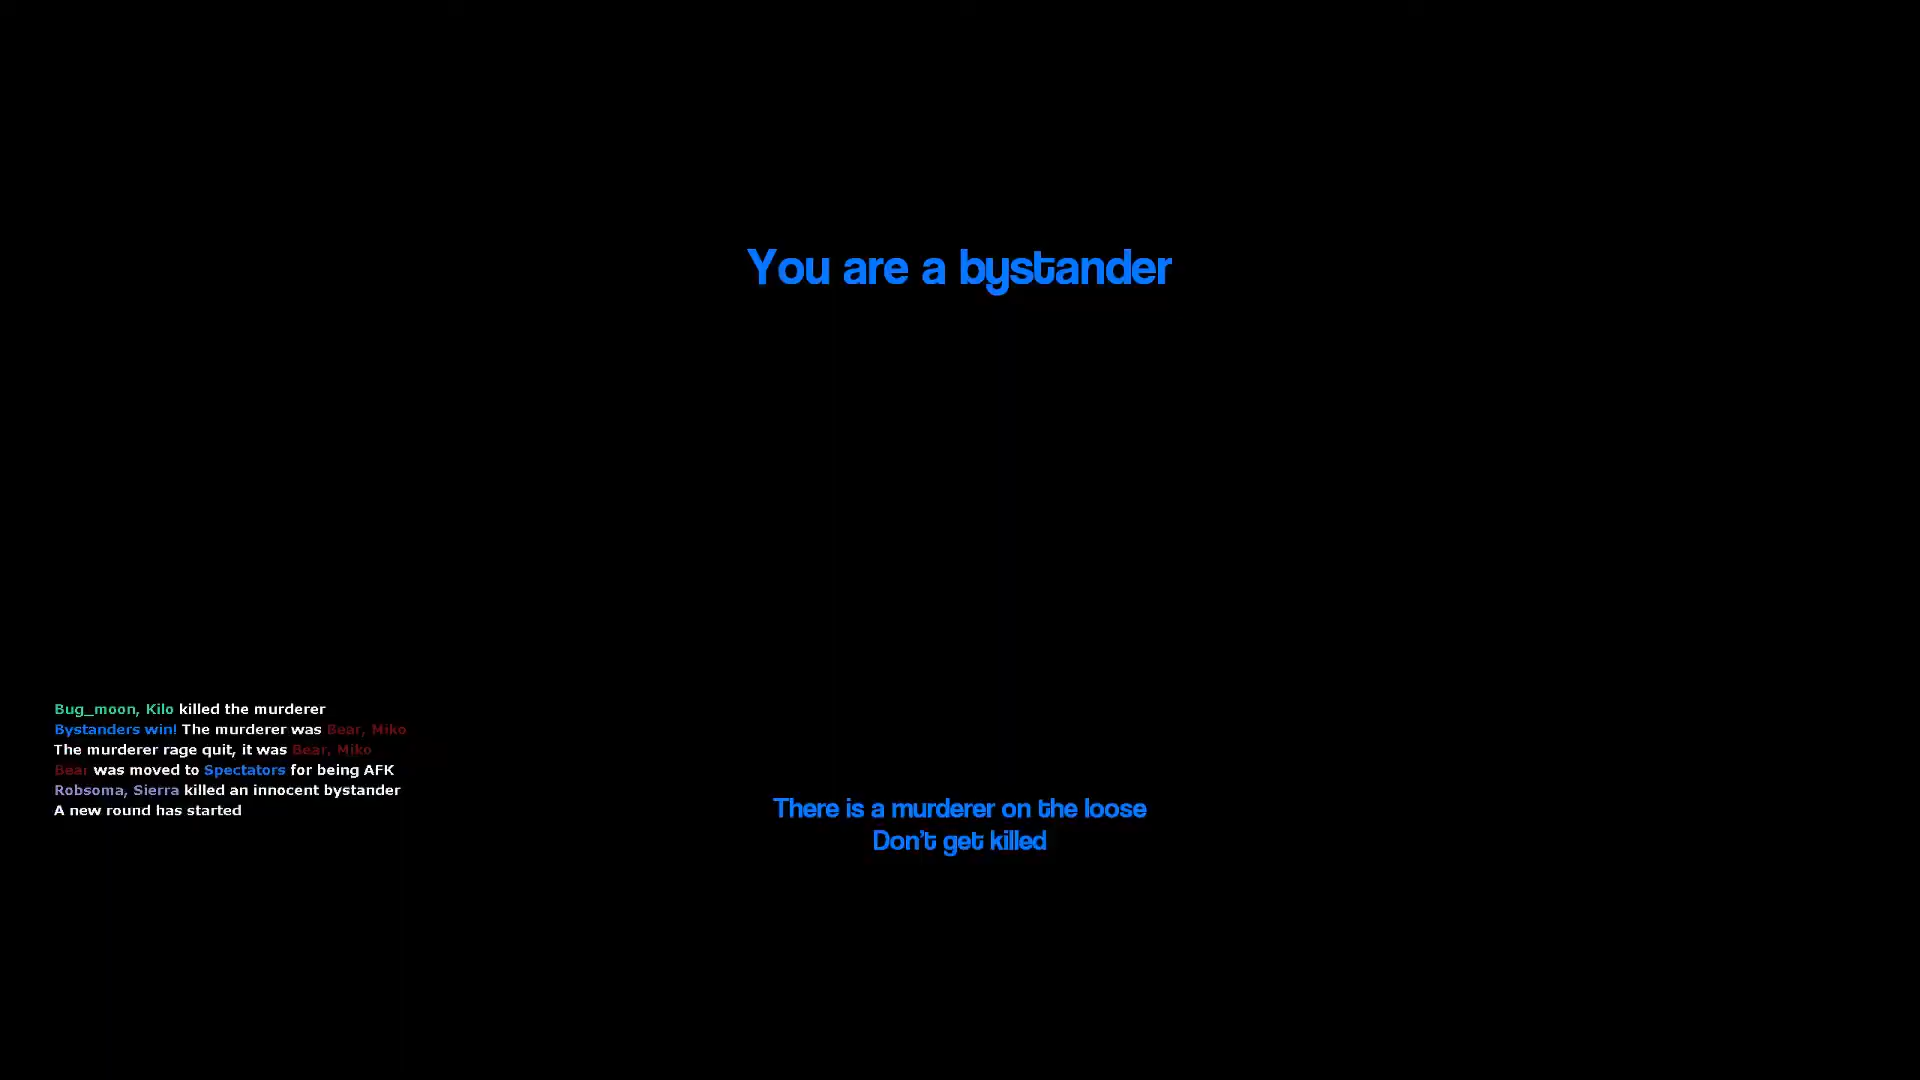 You are a bystander
Bug_moon, Kilo killed the murderer
Bystanders win! The murderer was Bear, Miko
The murderer rage quit, it was Bear, Miko
Bear was moved to Spectators for being AFK
Robsoma, Sierra killed an innocent bystander
A new round has started
There is a murderer on the loose
Don't get killed